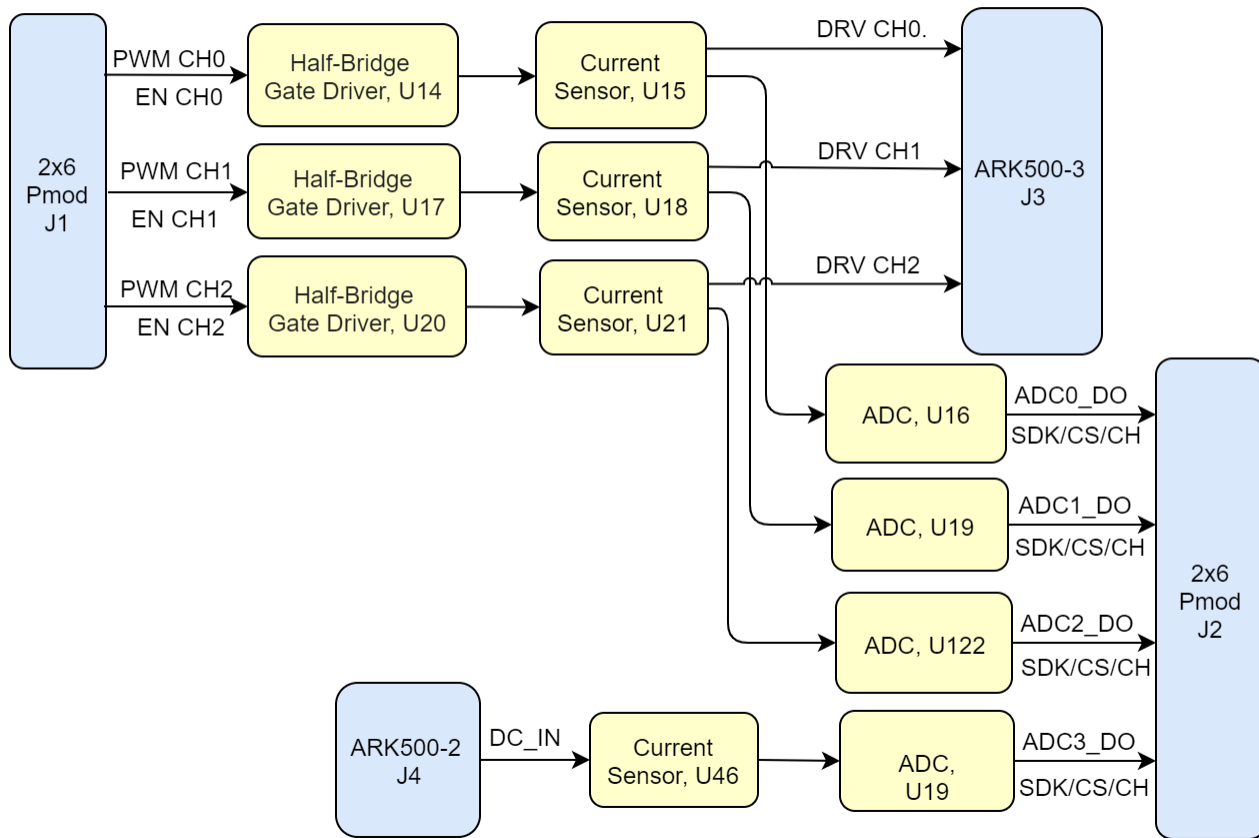 2x6
Pmod
J1
PWM CH0
EN CH0
Half-Bridge
Gate Driver, U14
Current
Sensor, U15
DRV CH0.
PWM CH1
EN CH1
Half-Bridge
Gate Driver, U17
Current
Sensor, U18
DRV CH1
PWM CH2
EN CH2
Half-Bridge
Gate Driver, U20
Current
Sensor, U21
DRV CH2
ARK500-3
J3
ADC, U16
ADC0_DO
SDK/CS/CH
ADC, U19
ADC1_DO
SDK/CS/CH
ADC, U122
ADC2_DO
SDK/CS/CH
ARK500-2
J4
DC_IN
Current
Sensor, U46
ADC,
U19
ADC3_DO
SDK/CS/CH
2x6
Pmod
J2